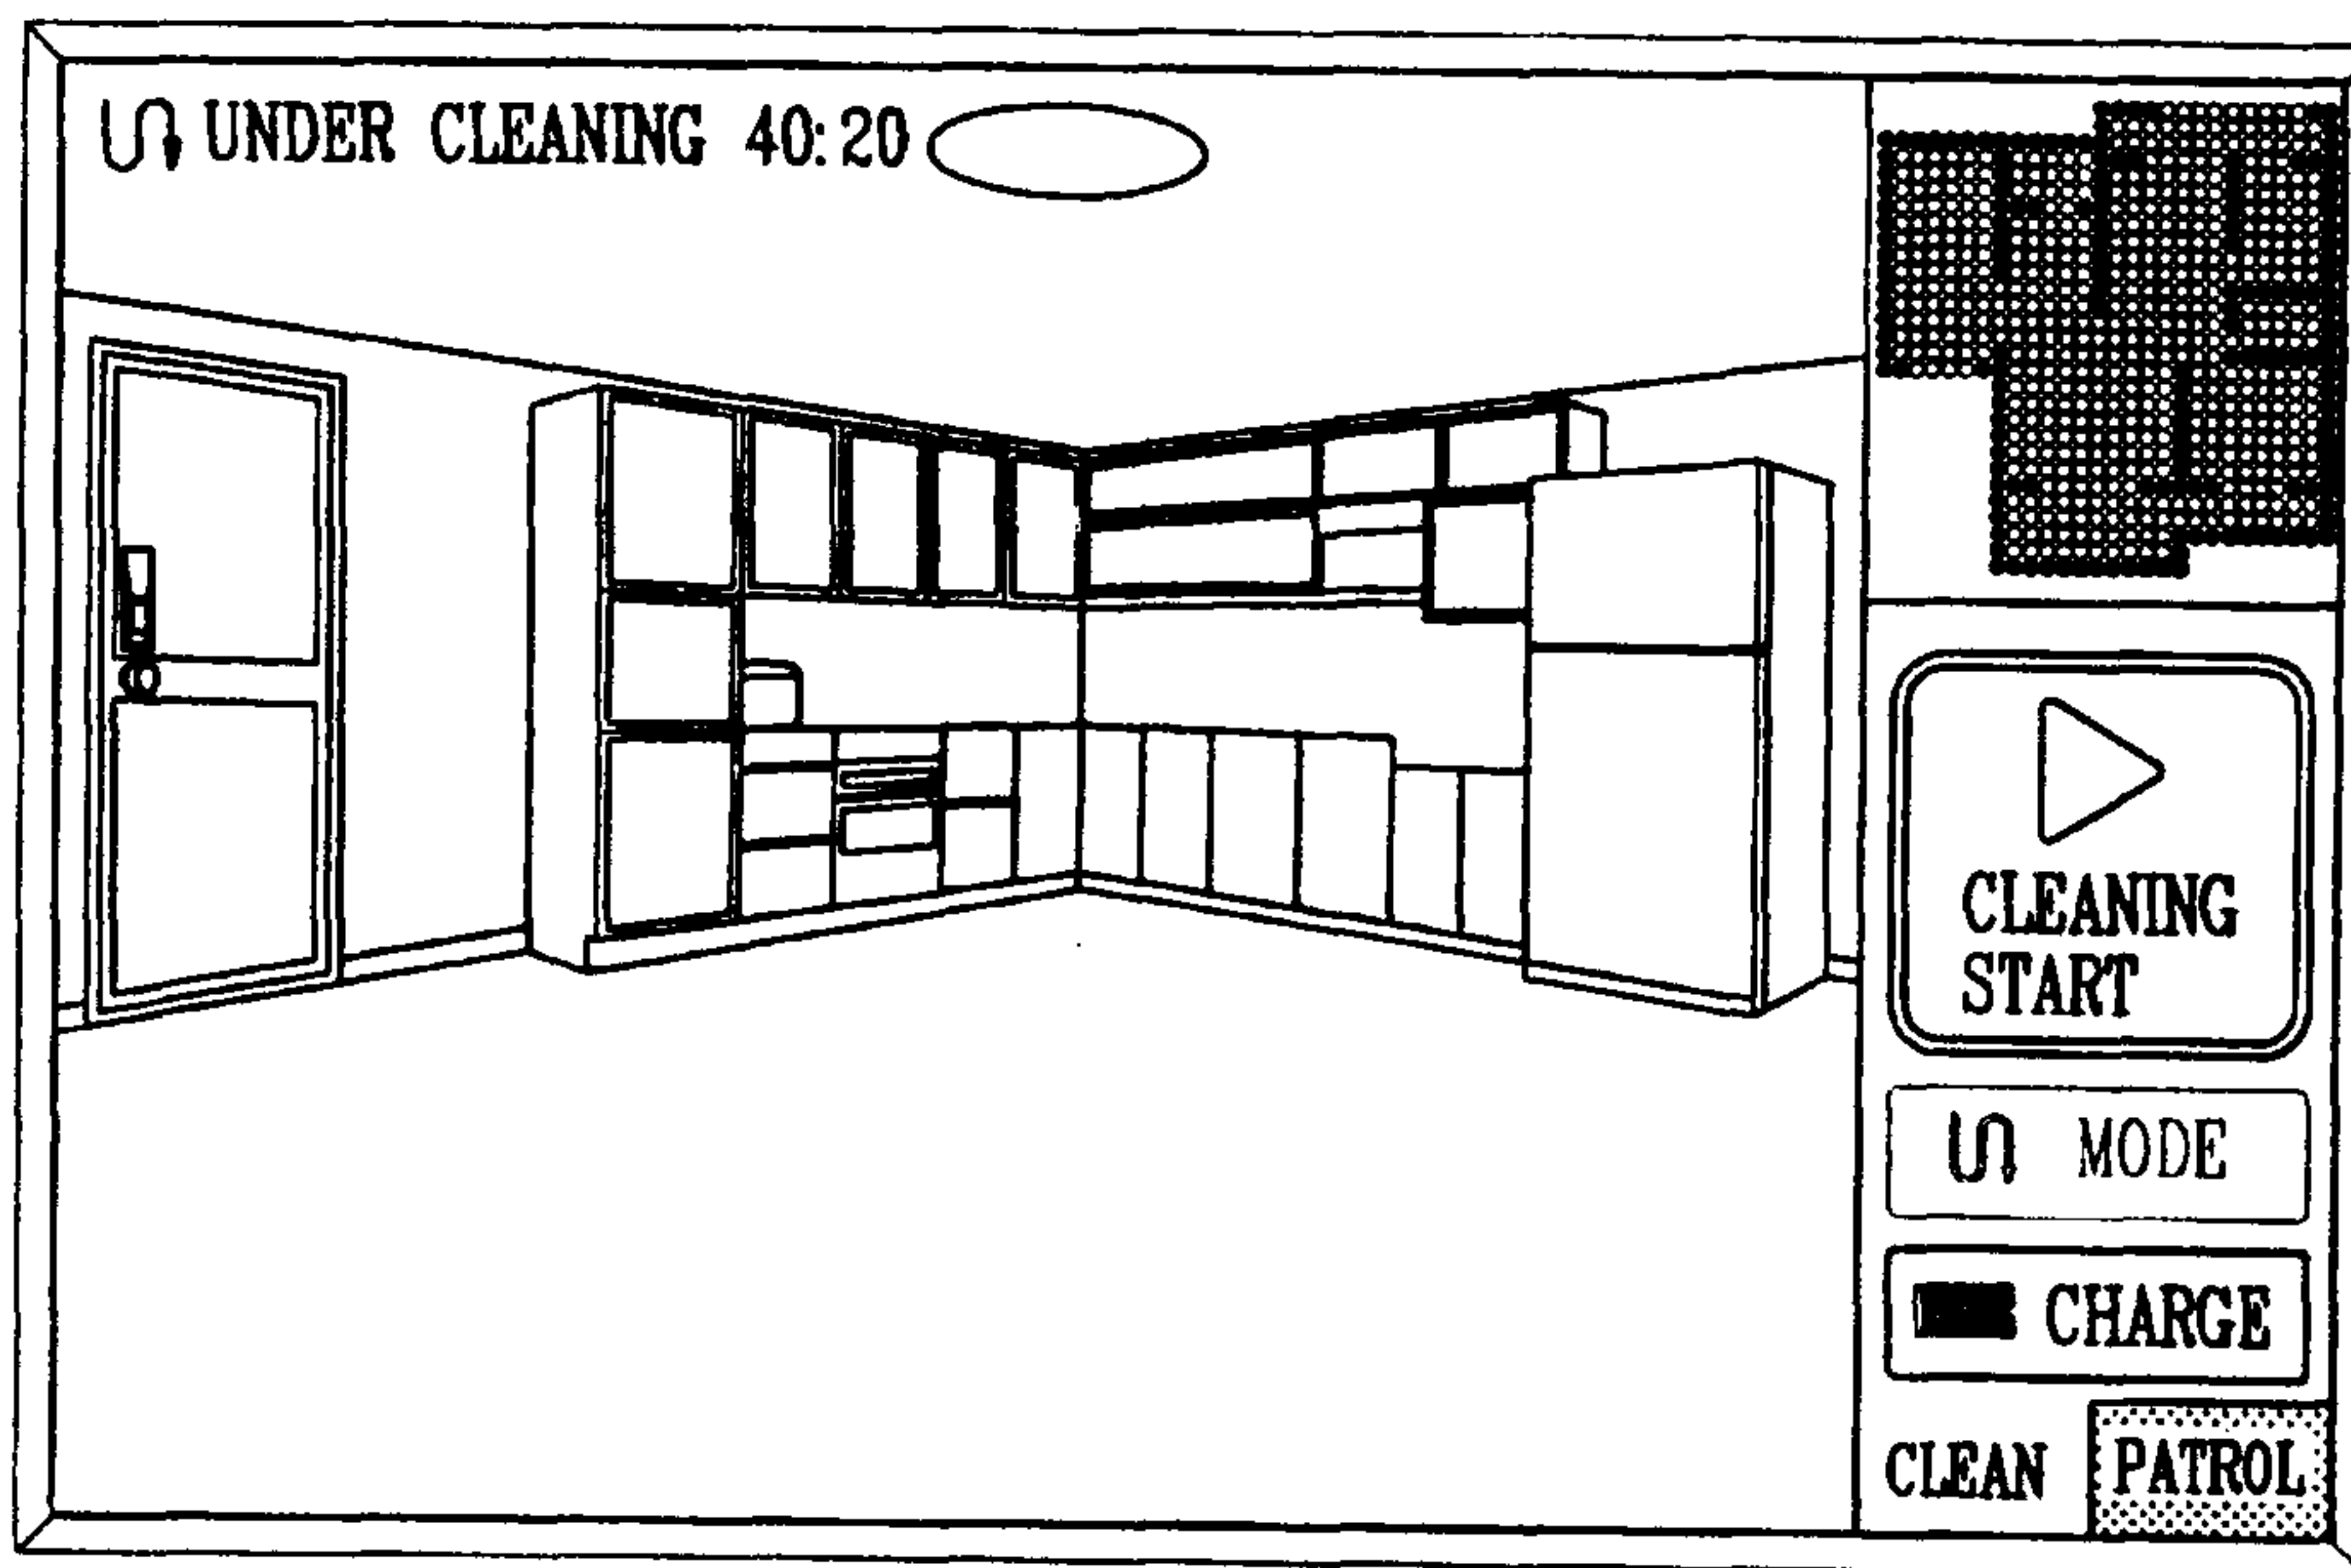 UNDER CLEANING 40:20
CLEANING
START
MODE
CHARGE
CLEAN PATROL